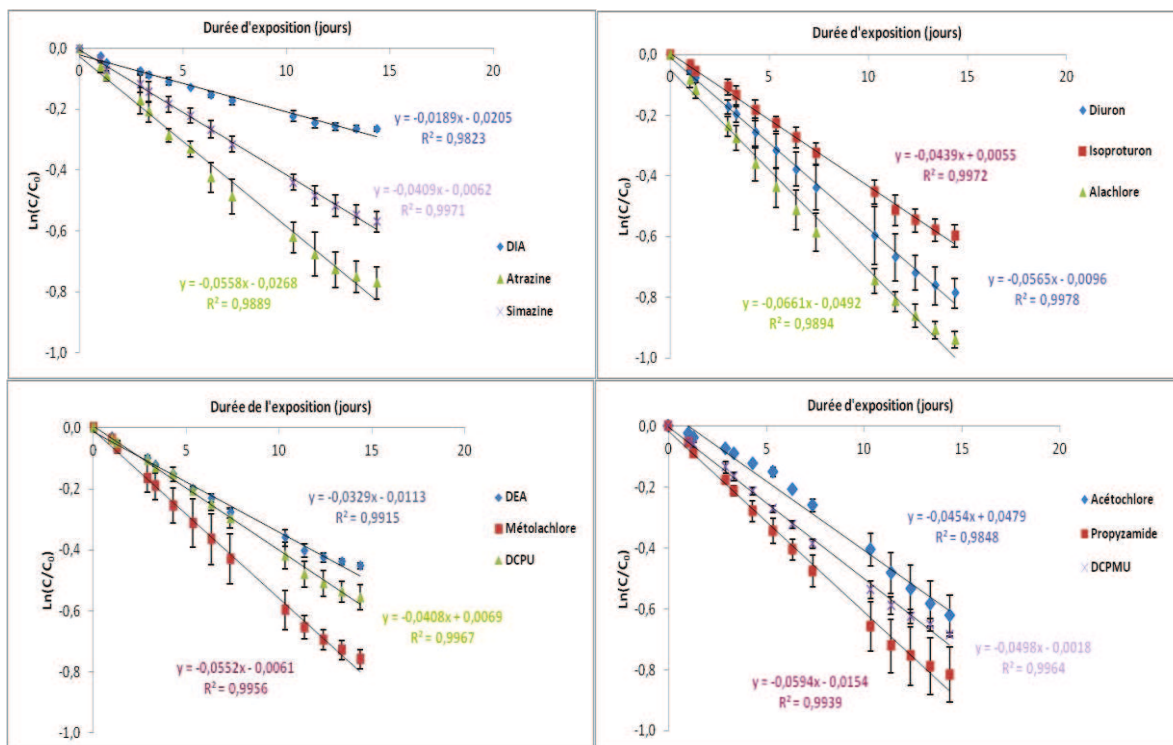 Durée d'exposition (jours)
0 5 10 15 20
0,0
-0,2
-0,4
-0,6
-0,8
-1,0
Ln(C/C₀)
y = -0,0189x - 0,0205
R² = 0,9823
y = -0,0409x - 0,0062
R² = 0,9971
y = -0,0558x - 0,0268
R² = 0,9889
DIA
Atrazine
Simazine
Durée d'exposition (jours)
0 5 10 15 20
0,0
-0,2
-0,4
-0,6
-0,8
-1,0
Ln(C/C₀)
Diuron
Isoproturon
Alachlore
y = -0,0439x + 0,0055
R² = 0,9972
y = -0,0565x - 0,0096
R² = 0,9978
y = -0,0661x - 0,0492
R² = 0,9894
Durée de l'exposition (jours)
0 5 10 15 20
0,0
-0,2
-0,4
-0,6
-0,8
-1,0
Ln(C/C₀)
DEA
Métolachlore
DCPU
y = -0,0329x - 0,0113
R² = 0,9915
y = -0,0408x + 0,0069
R² = 0,9967
y = -0,0552x - 0,0061
R² = 0,9956
Durée d'exposition (jours)
0 5 10 15 20
0,0
-0,2
-0,4
-0,6
-0,8
-1,0
Ln(C/C₀)
Acétochlore
Propyzamide
DCPMU
y = -0,0454x + 0,0479
R² = 0,9848
y = -0,0498x - 0,0018
R² = 0,9964
y = -0,0594x - 0,0154
R² = 0,9939